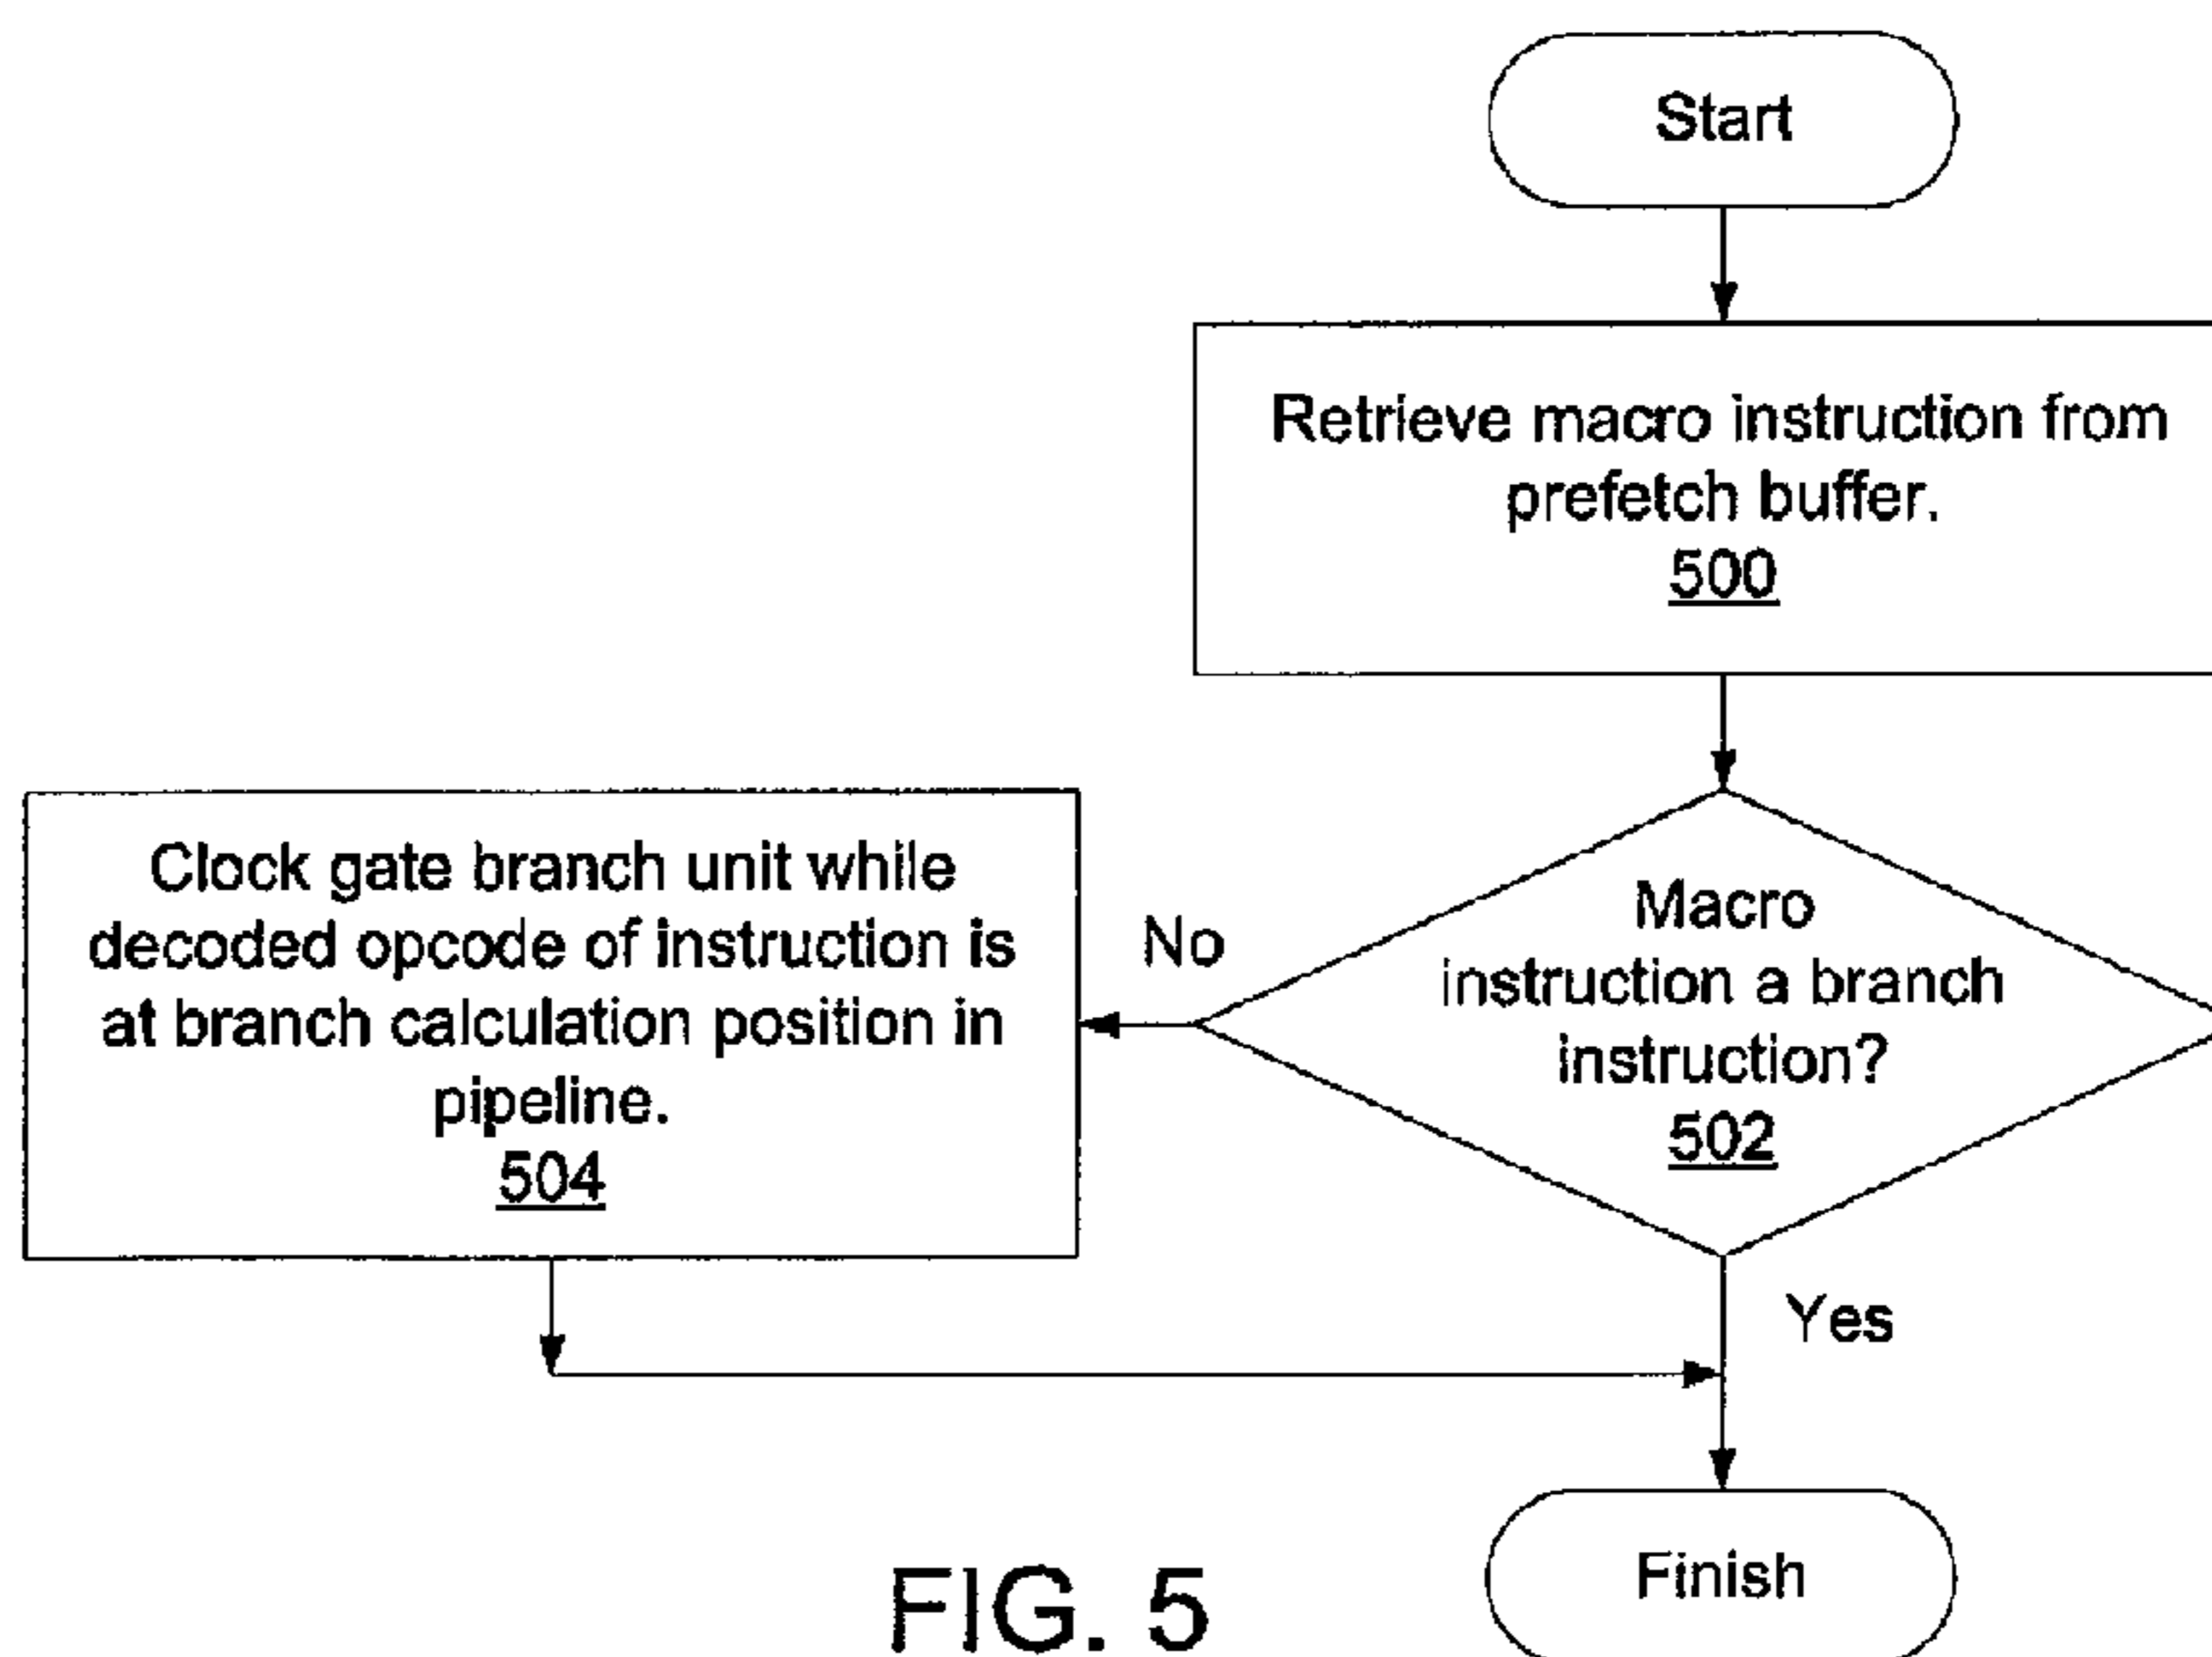 Start
Retrieve macro instruction from
prefetch buffer.
500
Macro
instruction a branch
instruction?
502
No
Clock gate branch unit while
decoded opcode of instruction is
at branch calculation position in
pipeline.
504
Yes
Finish
FIG. 5